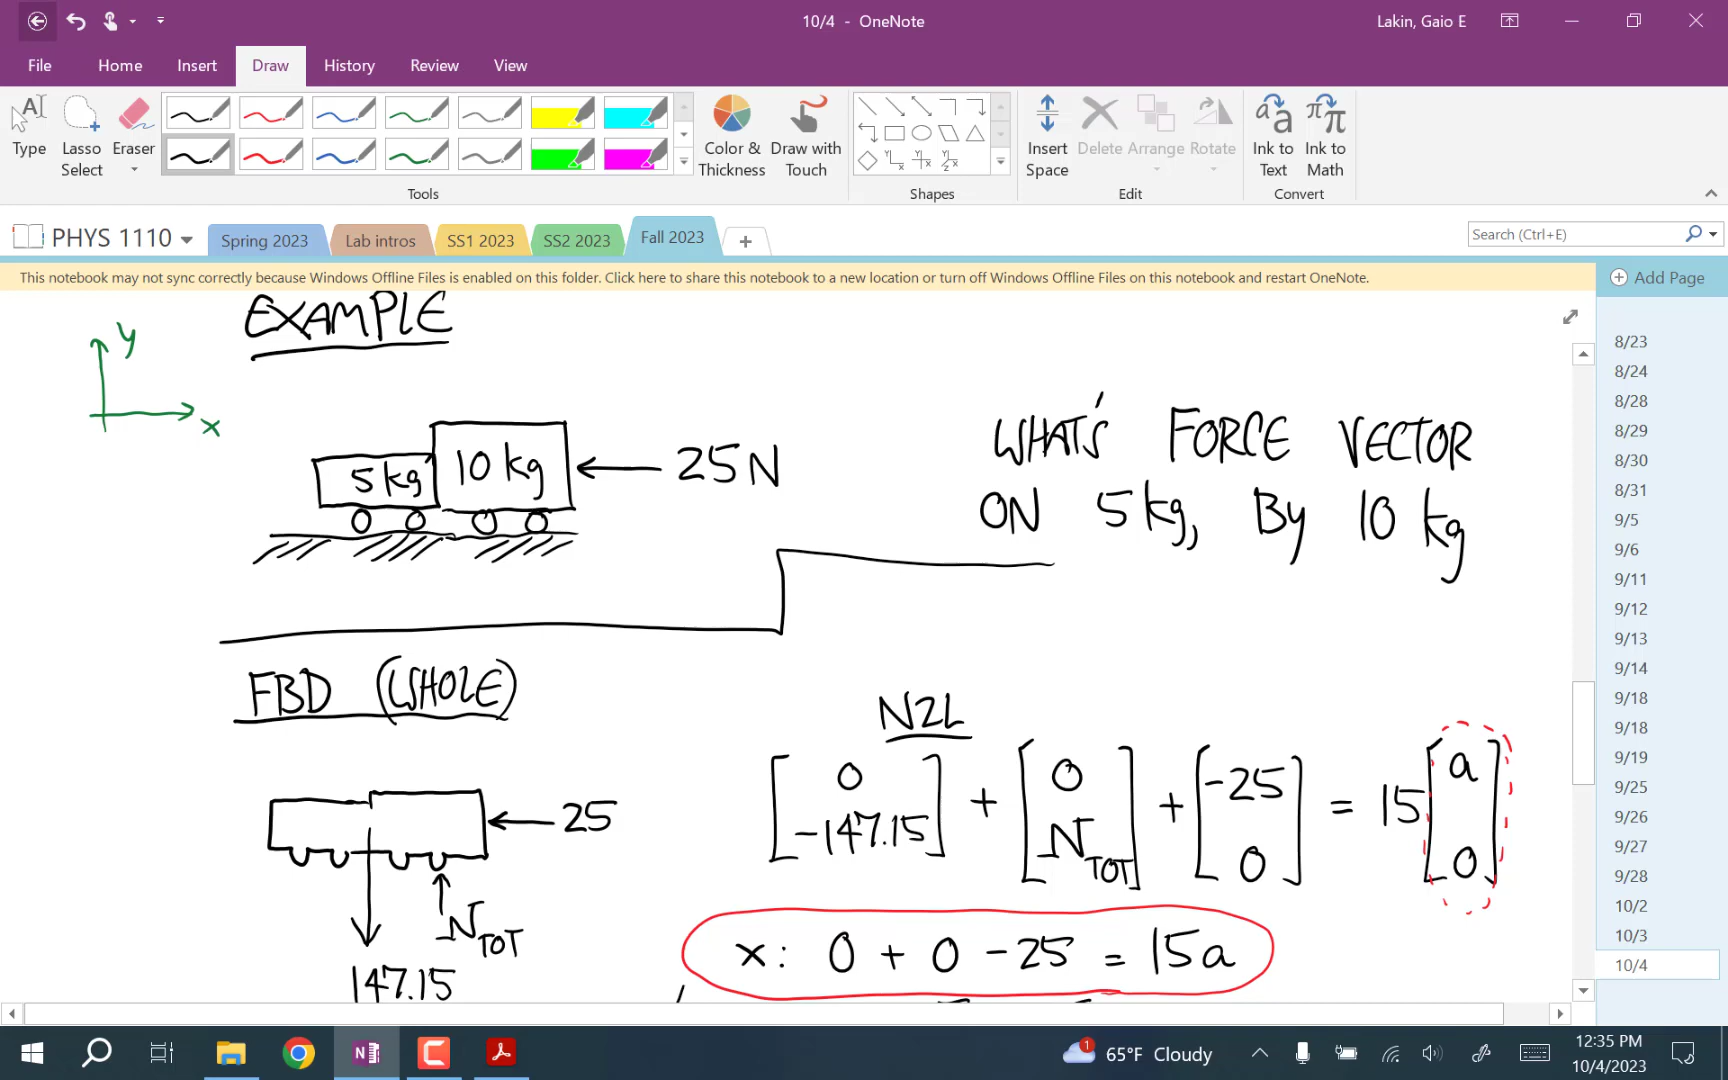 10/4 - OneNote
Lakin, Gaio E
File Home Insert Draw History Review View
Type
Lasso Select
Eraser
Color & Thickness
Draw with Touch
Insert Space
Delete
Arrange
Rotate
Ink to Text
Ink to Math
Tools
Shapes
Edit
Convert
PHYS 1110
Spring 2023
Lab intros
SS1 2023
SS2 2023
Fall 2023
Search (Ctrl+E)
This notebook may not sync correctly because Windows Offline Files is enabled on this folder. Click here to share this notebook to a new location or turn off Windows Offline Files on this notebook and restart OneNote.
Add Page
EXAMPLE
y
x
5 kg
10 kg
25 N
WHAT'S FORCE VECTOR
ON 5 kg, BY 10 kg
FBD (WHOLE)
25
N TOT
147.15
N2L
[0 -147.15] + [0 N TOT] + [-25 0] = 15 [a 0]
x: 0 + 0 - 25 = 15a
8/23
8/24
8/28
8/29
8/30
8/31
9/5
9/6
9/11
9/12
9/13
9/14
9/18
9/18
9/19
9/25
9/26
9/27
9/28
10/2
10/3
10/4
1
65°F Cloudy
12:35 PM
10/4/2023